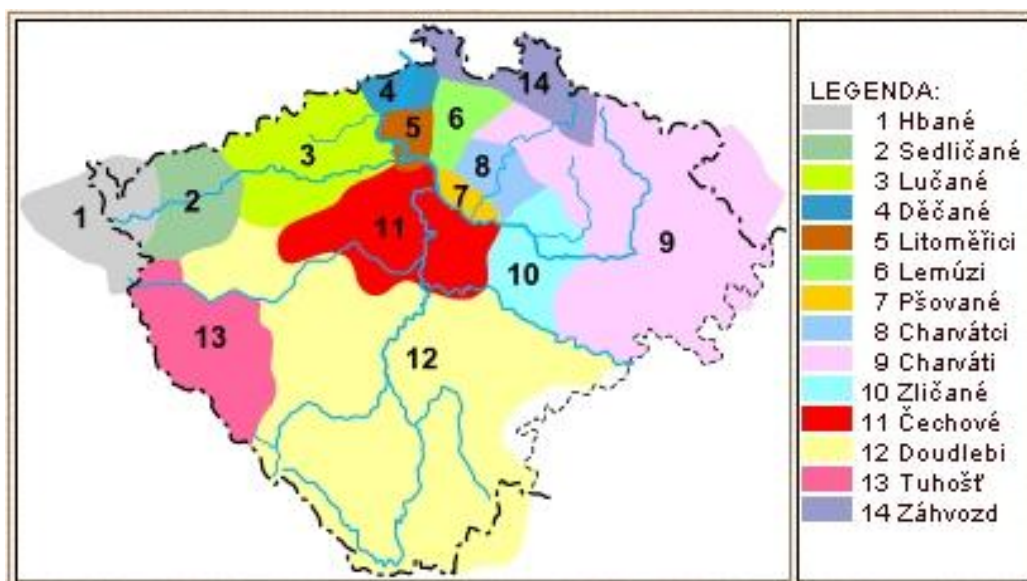 14
4
6
5
3
8
7
2
1
11
9
10
13
12
LEGENDA:
1 Hbané
2 Sedličané
3 Lučané
4 Děčané
5 Litoměřici
6 Lemúzi
7 Pšované
8 Charvátci
9 Charváti
10 Zličané
11 Čechové
12 Doudlebi
13 Tuhošť
14 Záhvozd